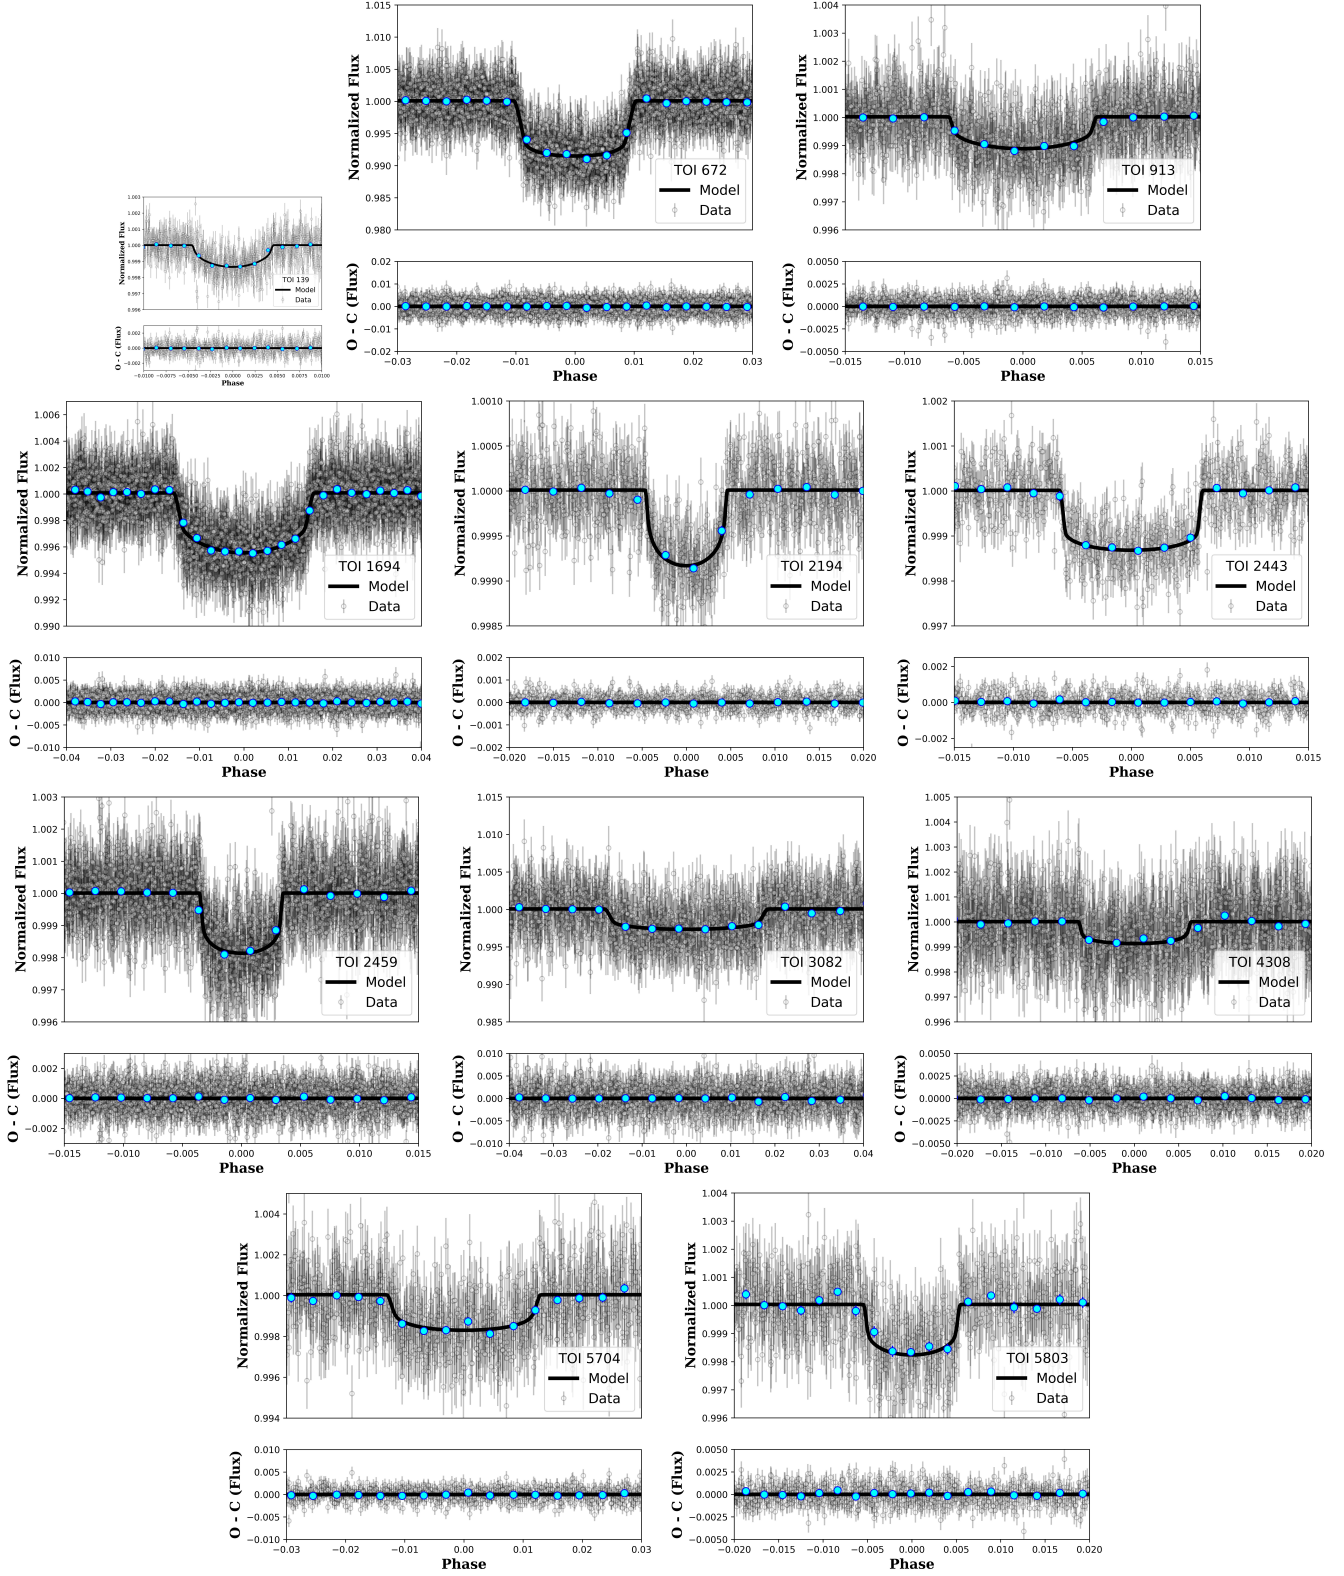 1.015
1.010
1.005
1.000
0.995
0.990
0.985
0.980
Normalized Flux
TOI 672
Model
Data
0.02
0.01
0.00
−0.01
−0.02
O - C (Flux)
−0.03 −0.02 −0.01 0.00 0.01 0.02 0.03
Phase
1.004
1.003
1.002
1.001
1.000
0.999
0.998
0.997
0.996
Normalized Flux
TOI 913
Model
Data
0.0050
0.0025
0.0000
−0.0025
−0.0050
O - C (Flux)
−0.015 −0.010 −0.005 0.000 0.005 0.010 0.015
Phase
1.003
1.002
1.001
1.000
0.999
0.998
0.997
0.996
Normalized Flux
TOI 139
Model
Data
0.002
0.000
−0.002
O - C (Flux)
−0.0100 −0.0075 −0.0050 −0.0025 0.0000 0.0025 0.0050 0.0075 0.0100
Phase
1.006
1.004
1.002
1.000
0.998
0.996
0.994
0.992
0.990
Normalized Flux
TOI 1694
Model
Data
0.010
0.005
0.000
−0.005
−0.010
O - C (Flux)
−0.04 −0.03 −0.02 −0.01 0.00 0.01 0.02 0.03 0.04
Phase
1.0010
1.0005
1.0000
0.9995
0.9990
0.9985
Normalized Flux
TOI 2194
Model
Data
0.002
0.001
0.000
−0.001
−0.002
O - C (Flux)
−0.020 −0.015 −0.010 −0.005 0.000 0.005 0.010 0.015 0.020
Phase
1.002
1.001
1.000
0.999
0.998
0.997
Normalized Flux
TOI 2443
Model
Data
0.002
0.000
−0.002
O - C (Flux)
−0.015 −0.010 −0.005 0.000 0.005 0.010 0.015
Phase
1.003
1.002
1.001
1.000
0.999
0.998
0.997
0.996
Normalized Flux
TOI 2459
Model
Data
0.002
0.000
−0.002
O - C (Flux)
−0.015 −0.010 −0.005 0.000 0.005 0.010 0.015
Phase
1.015
1.010
1.005
1.000
0.995
0.990
0.985
Normalized Flux
TOI 3082
Model
Data
0.010
0.005
0.000
−0.005
−0.010
O - C (Flux)
−0.04 −0.03 −0.02 −0.01 0.00 0.01 0.02 0.03 0.04
Phase
1.005
1.004
1.003
1.002
1.001
1.000
0.999
0.998
0.997
0.996
Normalized Flux
TOI 4308
Model
Data
0.0050
0.0025
0.0000
−0.0025
−0.0050
O - C (Flux)
−0.020 −0.015 −0.010 −0.005 0.000 0.005 0.010 0.015 0.020
Phase
1.004
1.002
1.000
0.998
0.996
0.994
Normalized Flux
TOI 5704
Model
Data
0.010
0.005
0.000
−0.005
−0.010
O - C (Flux)
−0.03 −0.02 −0.01 0.00 0.01 0.02 0.03
Phase
1.004
1.003
1.002
1.001
1.000
0.999
0.998
0.997
0.996
Normalized Flux
TOI 5803
Model
Data
0.0050
0.0025
0.0000
−0.0025
−0.0050
O - C (Flux)
−0.020 −0.015 −0.010 −0.005 0.000 0.005 0.010 0.015 0.020
Phase